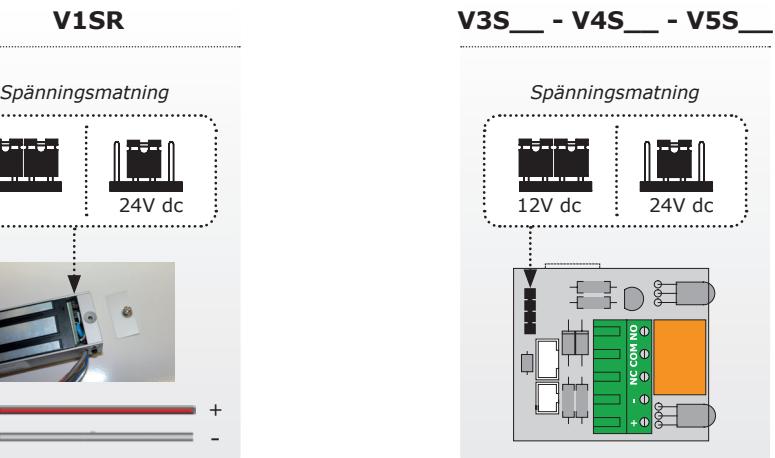 V1SR
Spänningsmatning
24V dc
+
-
V3S__ - V4S__ - V5S__
Spänningsmatning
12V dc
24V dc
NC COM NO
+ -